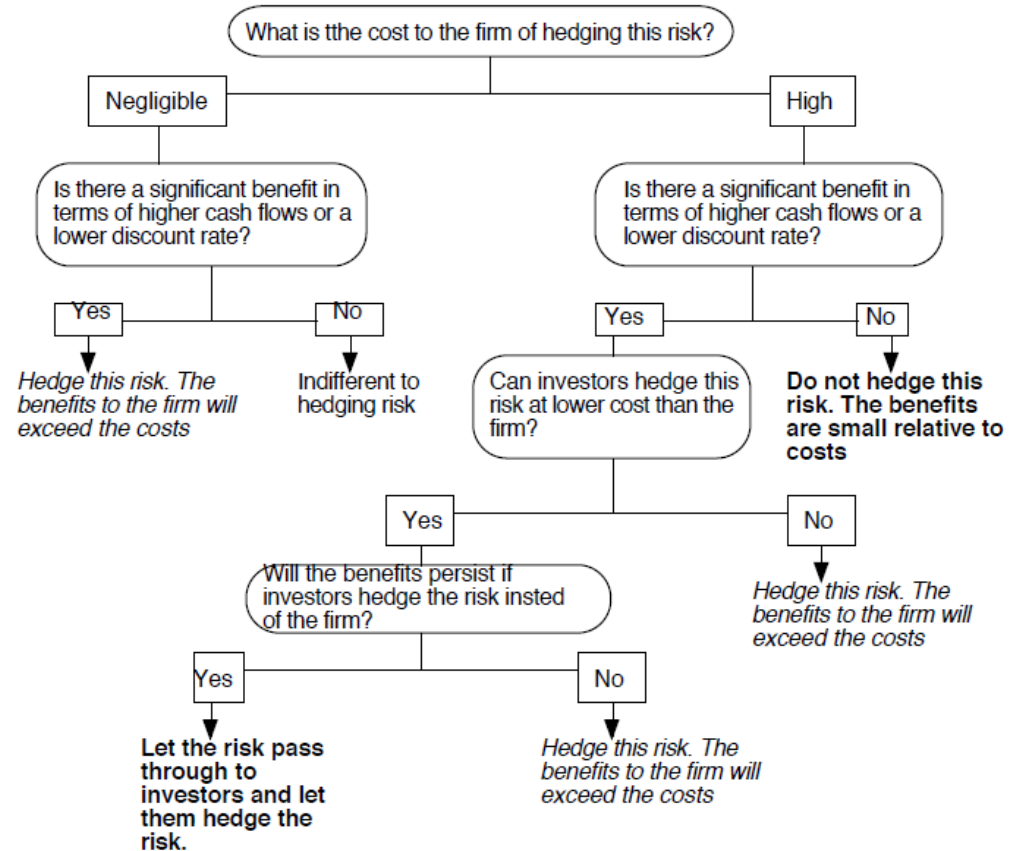 What is tthe cost to the firm of hedging this risk?
Negligible
High
Is there a significant benefit in
terms of higher cash flows or a
lower discount rate?
Is there a significant benefit in
terms of higher cash flows or a
lower discount rate?
Yes
No
Yes
No
Hedge this risk. The
benefits to the firm will
exceed the costs
Indifferent to
hedging risk
Can investors hedge this
risk at lower cost than the
firm?
Do not hedge this
risk. The benefits
are small relative to
costs
Yes
No
Will the benefits persist if
investors hedge the risk insted
of the firm?
Hedge this risk. The
benefits to the firm will
exceed the costs
Yes
No
Let the risk pass
through to
investors and let
them hedge the
risk.
Hedge this risk. The
benefits to the firm will
exceed the costs